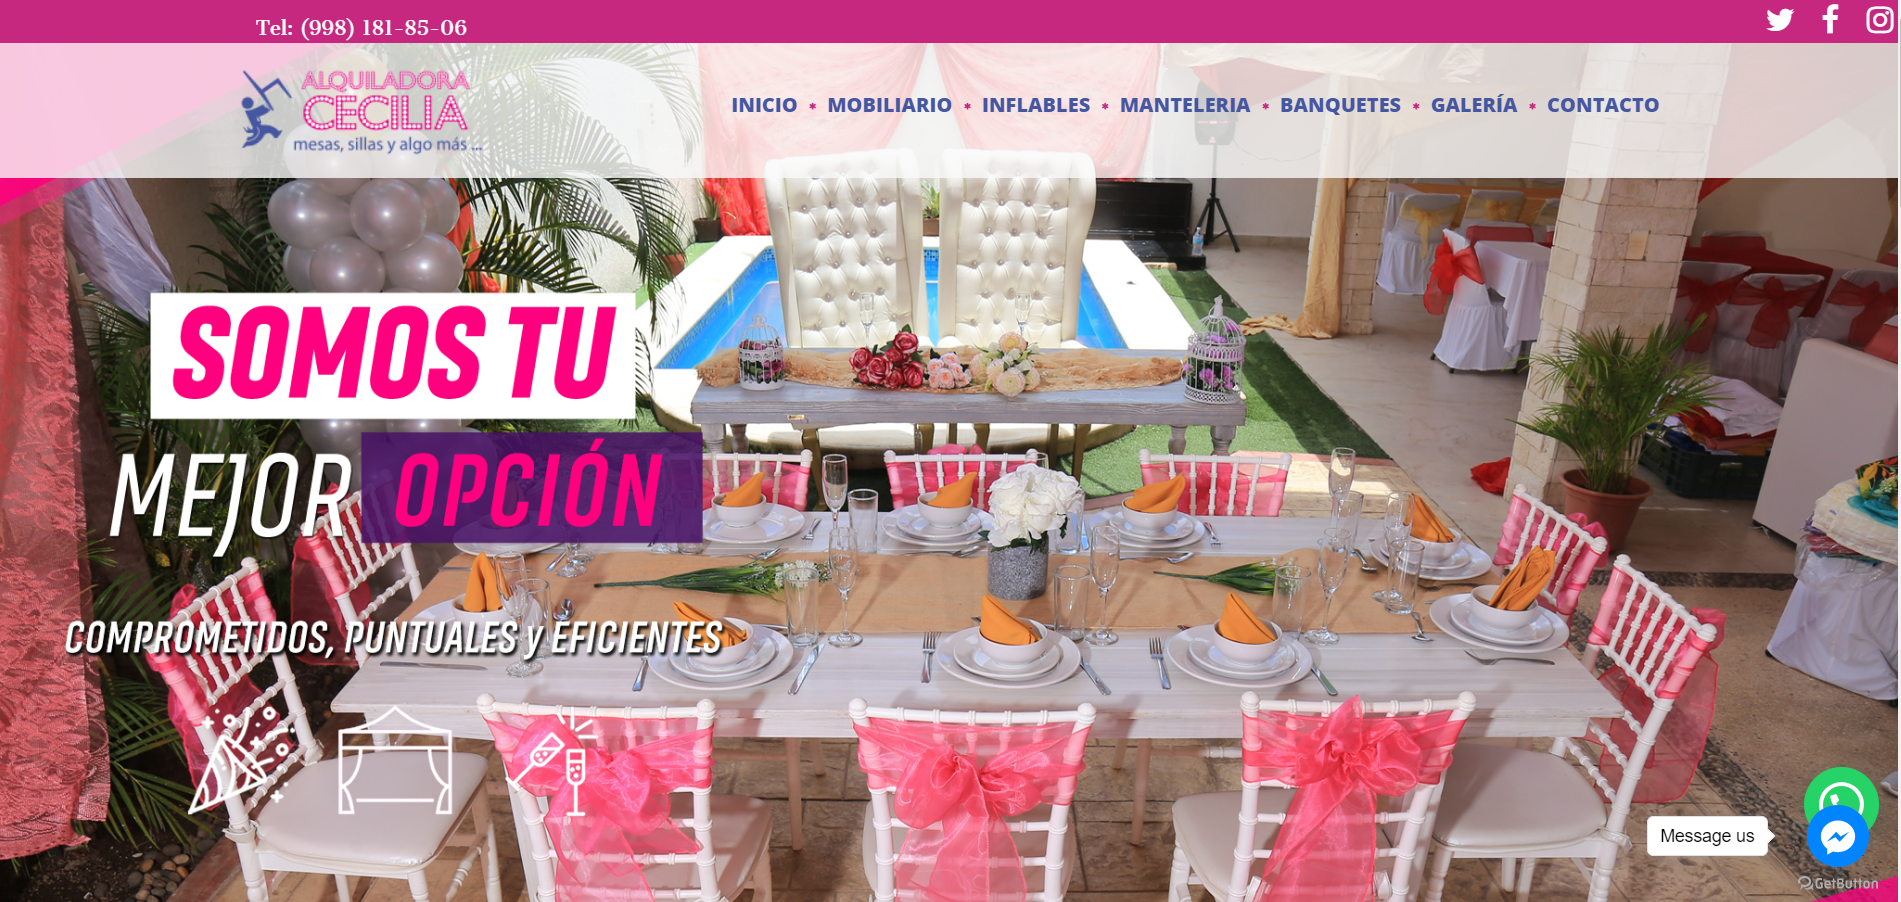 Tel: (998) 181-85-06
ALQUILADORA
CECILIA
mesas, sillas y algo más ...
INICIO * MOBILIARIO * INFLABLES * MANTELERIA * BANQUETES * GALERÍA * CONTACTO
SOMOS TU
MEJOR OPCIÓN
COMPROMETIDOS, PUNTUALES y EFICIENTES
Message us
GetButton